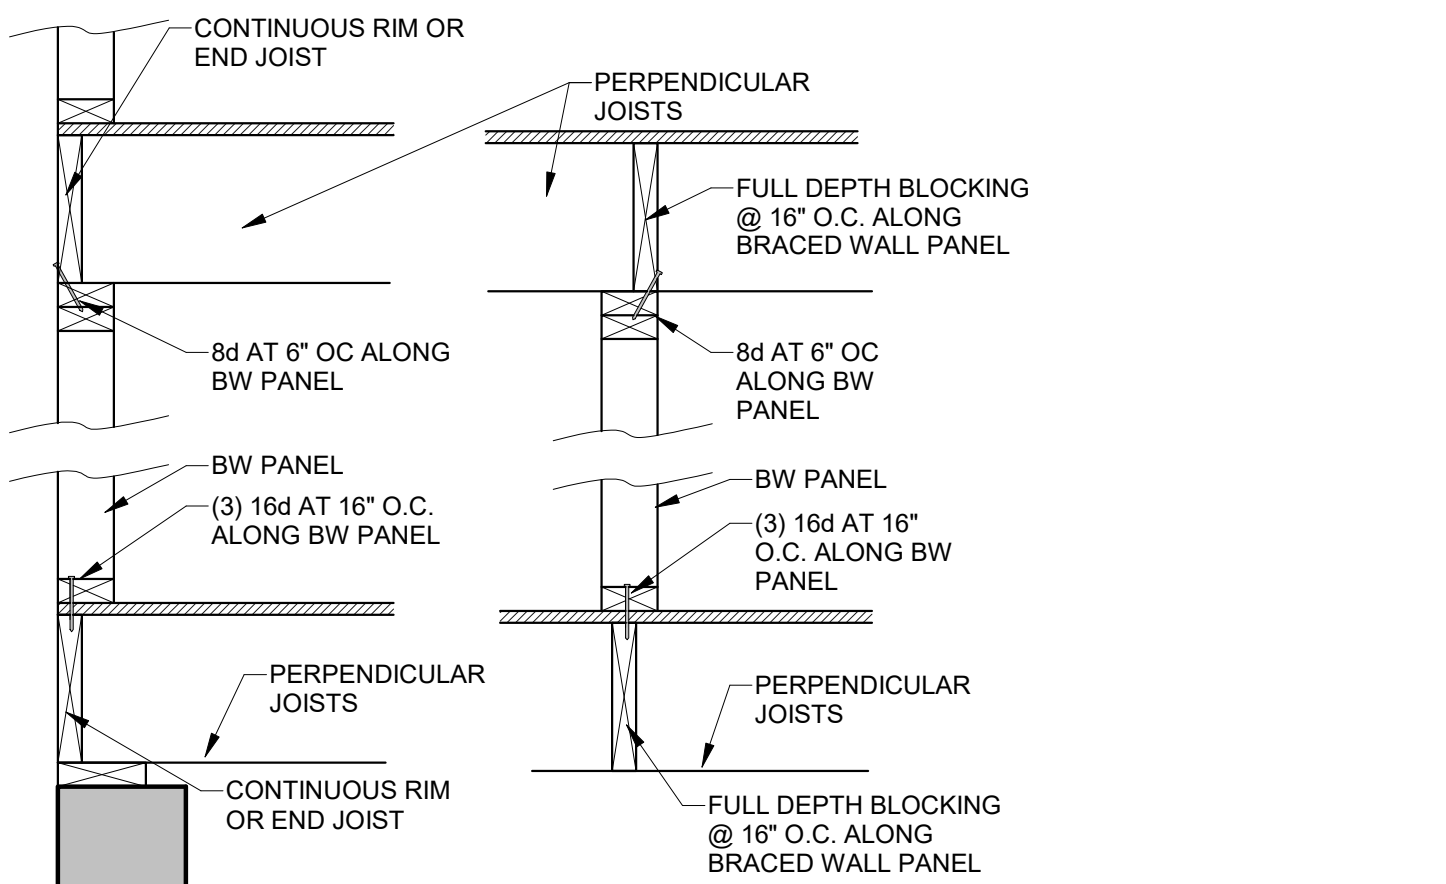 CONTINUOUS RIM OR
END JOIST
PERPENDICULAR
JOISTS
FULL DEPTH BLOCKING
@ 16" O.C. ALONG
BRACED WALL PANEL
8d AT 6" OC ALONG
BW PANEL
8d AT 6" OC
ALONG BW
PANEL
BW PANEL
(3) 16d AT 16" O.C.
ALONG BW PANEL
BW PANEL
(3) 16d AT 16"
O.C. ALONG BW
PANEL
PERPENDICULAR
JOISTS
PERPENDICULAR
JOISTS
CONTINUOUS RIM
OR END JOIST
FULL DEPTH BLOCKING
@ 16" O.C. ALONG
BRACED WALL PANEL